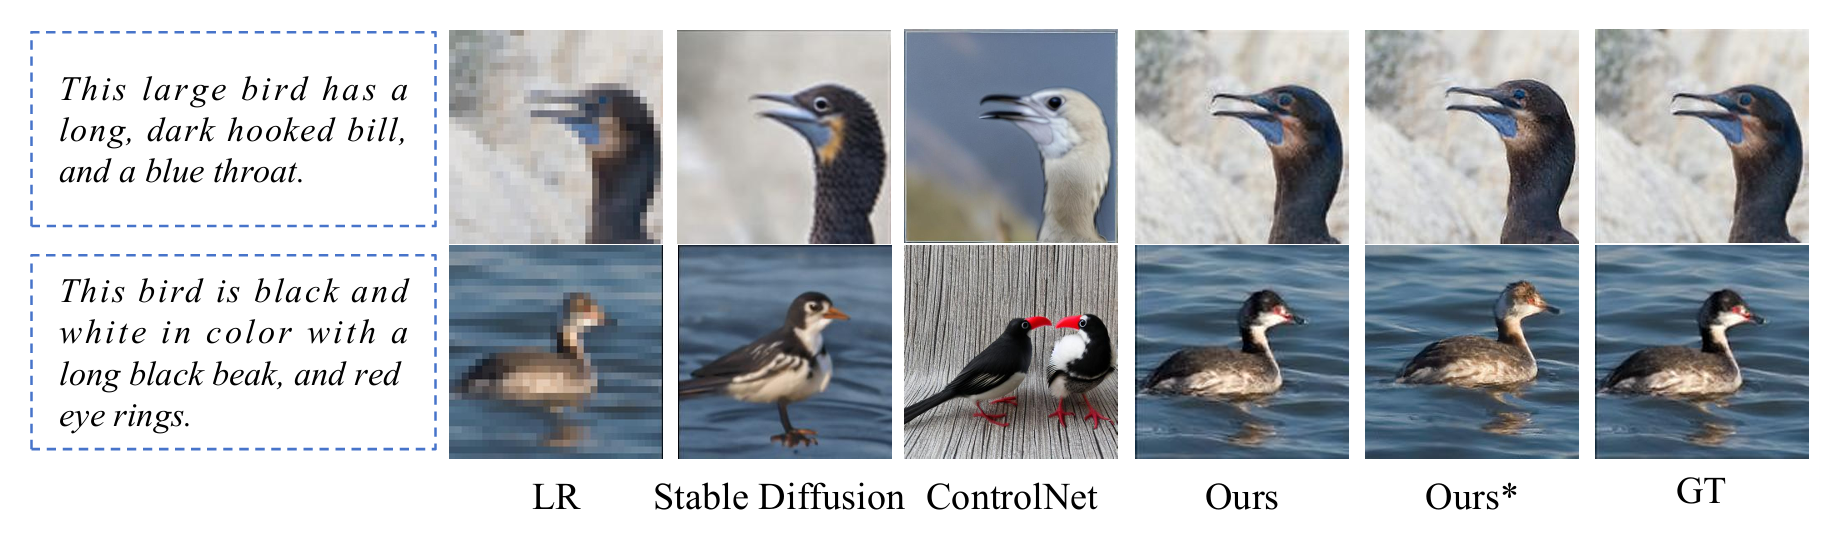 This large bird has a
long, dark hooked bill,
and a blue throat.
This bird is black and
white in color with a
long black beak, and red
eye rings.
LR
Stable Diffusion
ControlNet
Ours
Ours*
GT